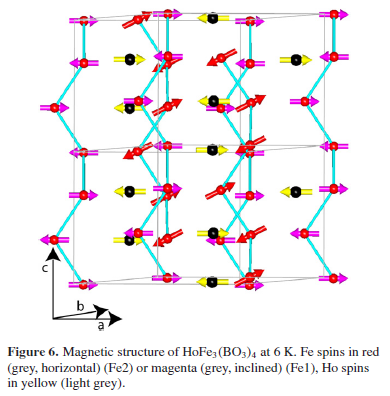 c
b
a
Figure 6. Magnetic structure of HoFe3(BO3)4 at 6 K. Fe spins in red
(grey, horizontal) (Fe2) or magenta (grey, inclined) (Fe1), Ho spins
in yellow (light grey).